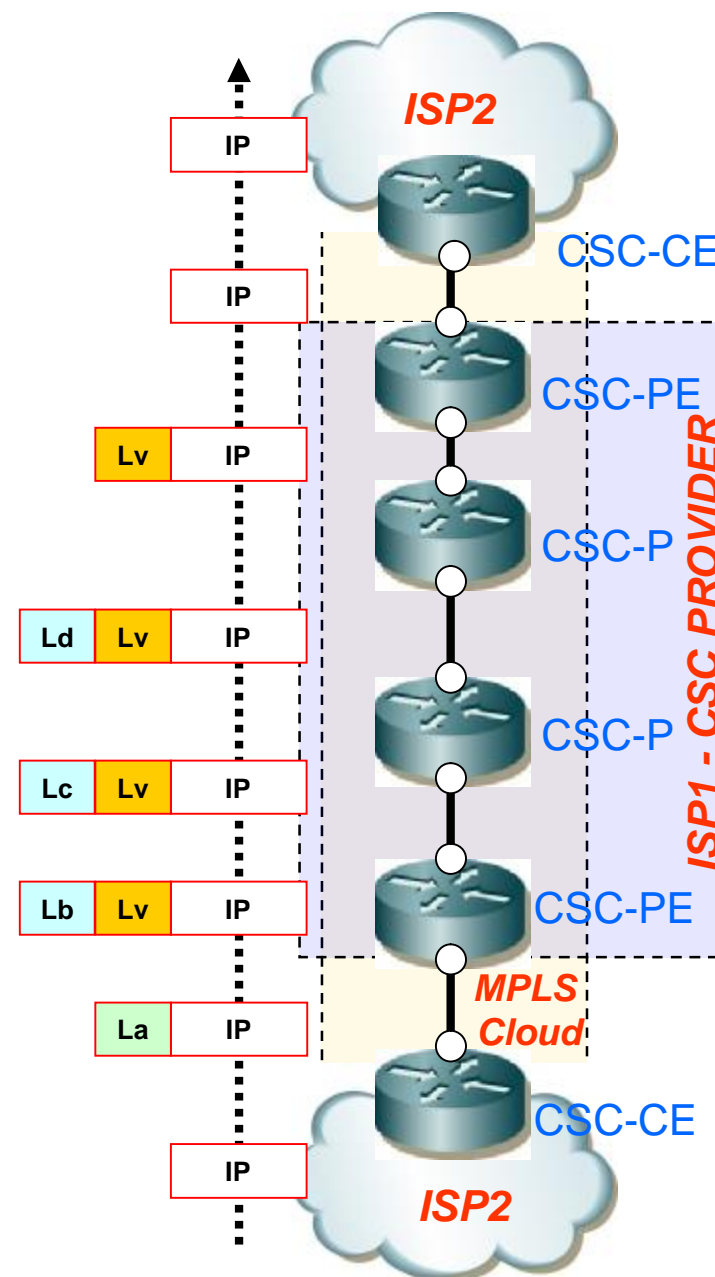 ISP2
IP
CSC-CE
IP
CSC-PE
Lv IP
CSC-P
Ld Lv IP
CSC-P
Lc Lv IP
Lb Lv IP
CSC-PE
ISP1 - CSC PROVIDER
MPLS
Cloud
La IP
CSC-CE
IP
ISP2